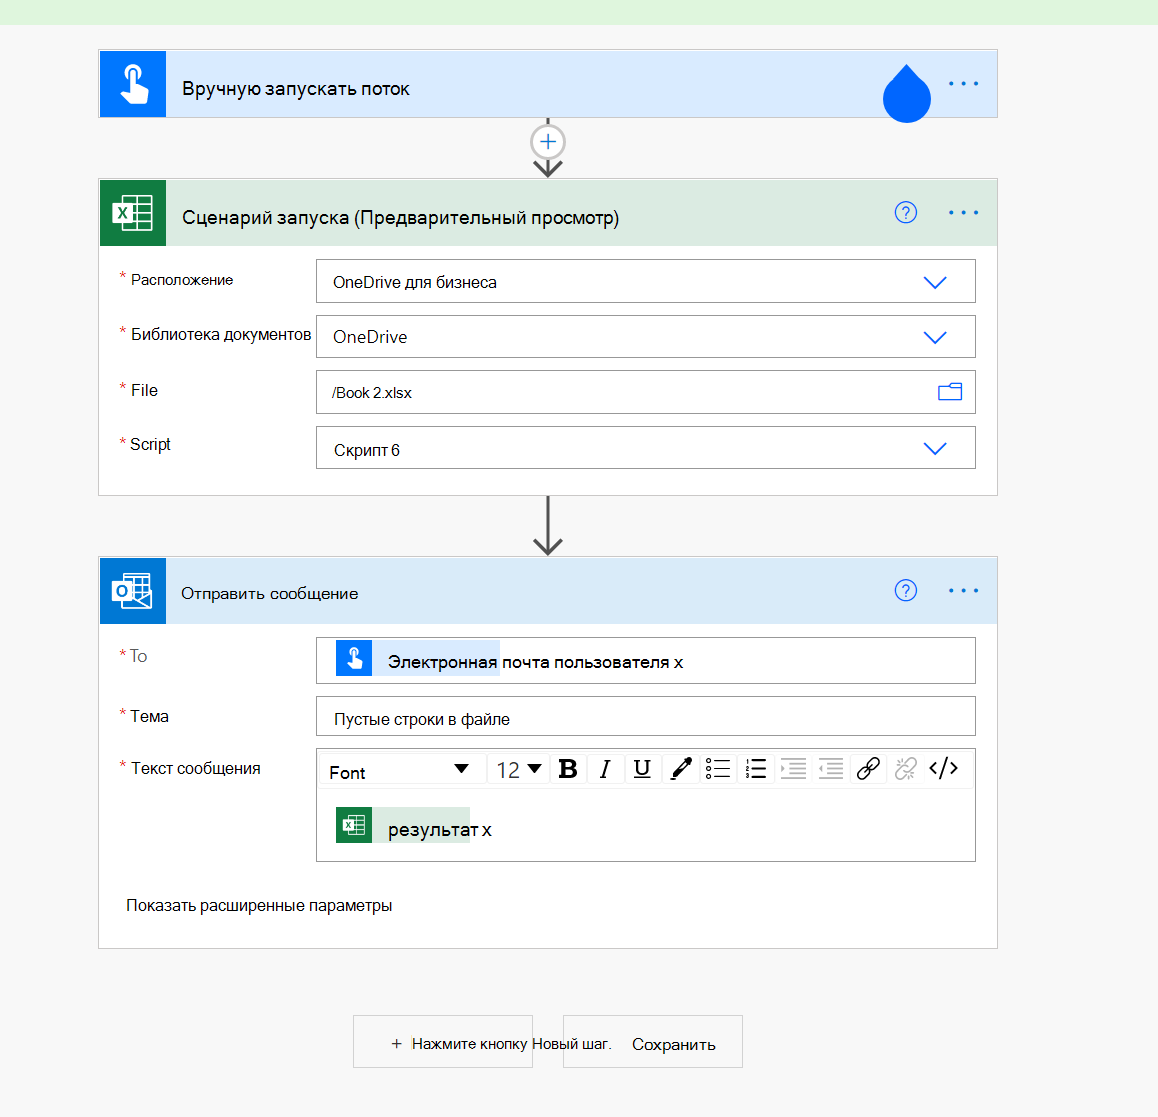 Вручную запускать поток
Сценарий запуска (Предварительный просмотр)
* Расположение
OneDrive для бизнеса
* Библиотека документов
OneDrive
* File
/Book 2.xlsx
* Script
Скрипт 6
Отправить сообщение
* To
Электронная почта пользователя x
* Тема
Пустые строки в файле
* Текст сообщения
Font 12 B I U </>
результат x
Показать расширенные параметры
+ Нажмите кнопку Новый шаг. Сохранить